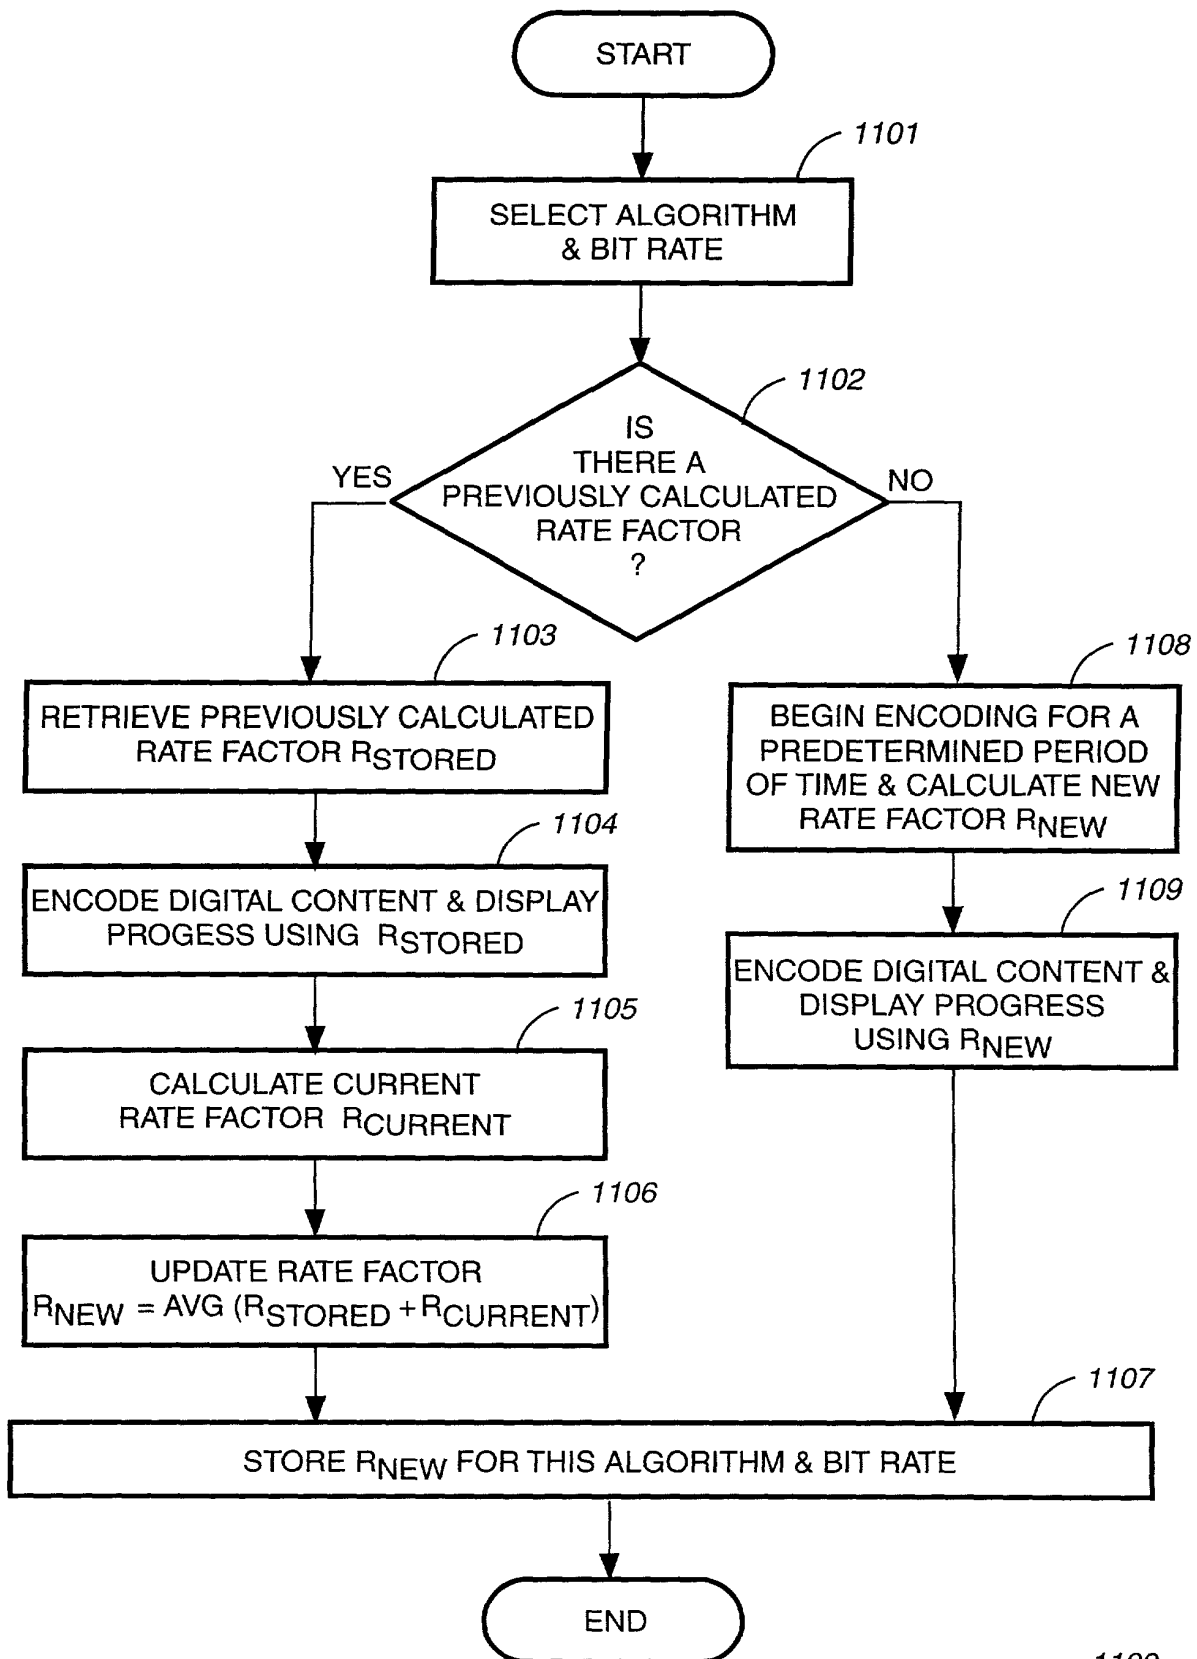 START
1101
SELECT ALGORITHM
& BIT RATE
1102
IS
THERE A
PREVIOUSLY CALCULATED
RATE FACTOR
?
YES
NO
1103
RETRIEVE PREVIOUSLY CALCULATED
RATE FACTOR RSTORED
1104
ENCODE DIGITAL CONTENT & DISPLAY
PROGESS USING RSTORED
1105
CALCULATE CURRENT
RATE FACTOR RCURRENT
1106
UPDATE RATE FACTOR
RNEW = AVG (RSTORED + RCURRENT)
1108
BEGIN ENCODING FOR A
PREDETERMINED PERIOD
OF TIME & CALCULATE NEW
RATE FACTOR RNEW
1109
ENCODE DIGITAL CONTENT &
DISPLAY PROGRESS
USING RNEW
1107
STORE RNEW FOR THIS ALGORITHM & BIT RATE
END